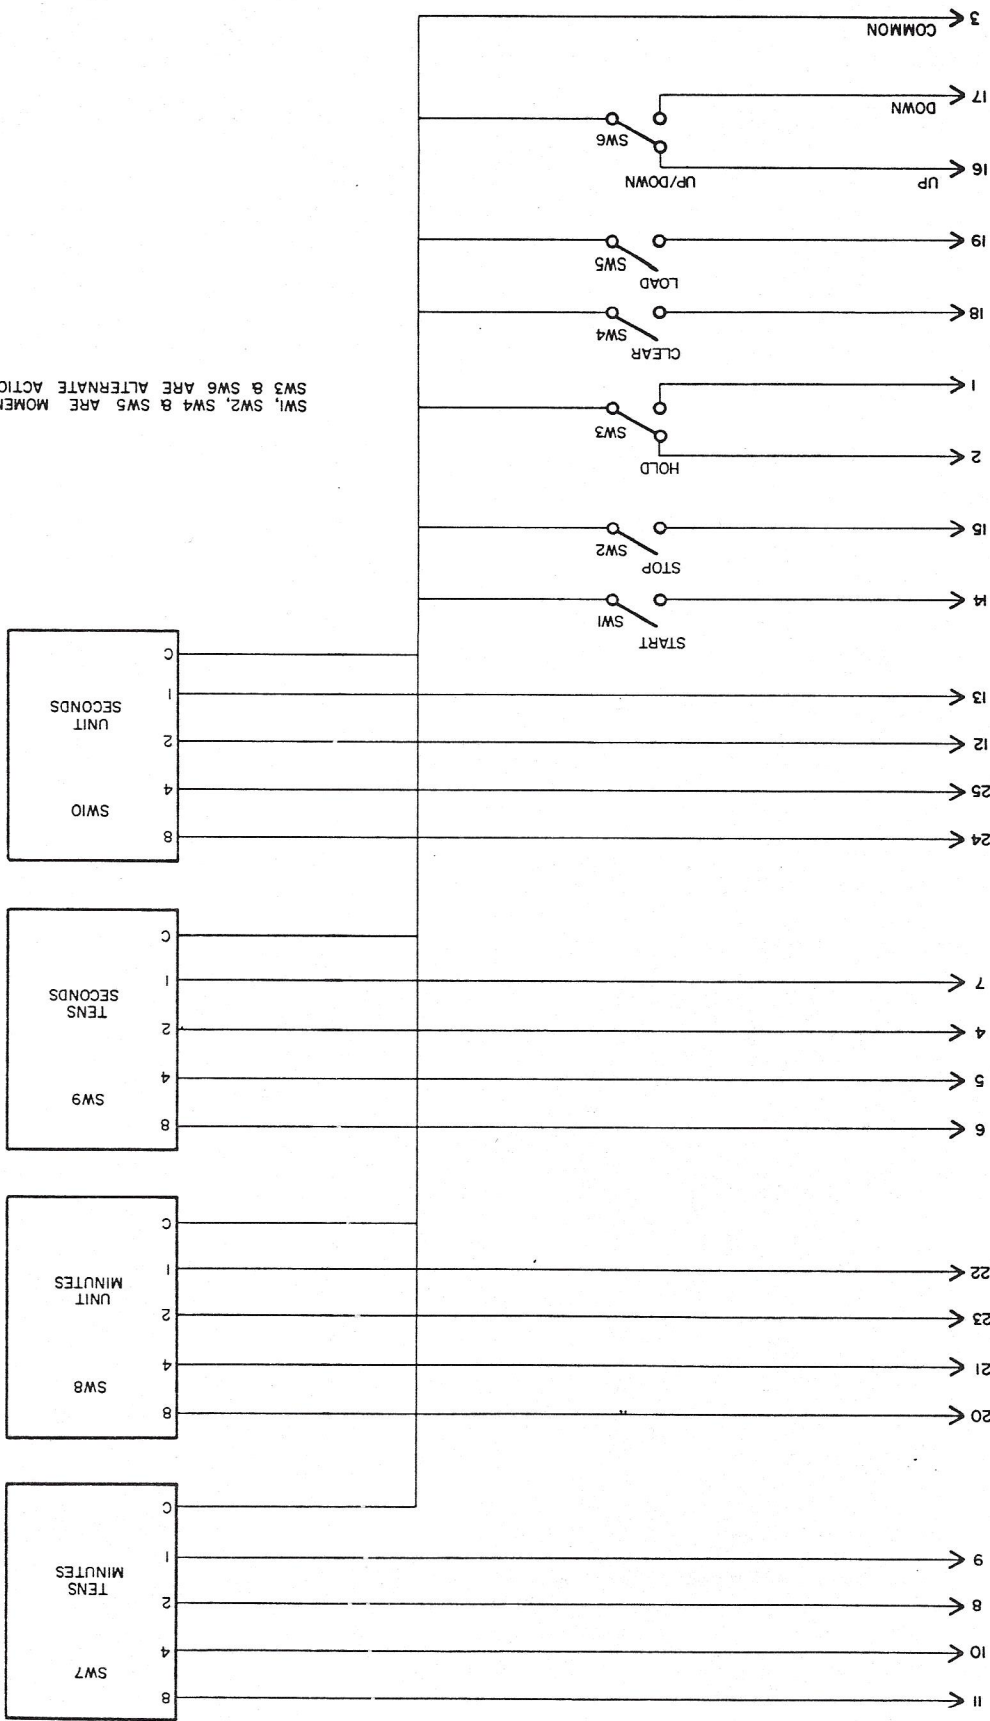 11
8
SW7
10
4
8
2
TENS
MINUTES
9
1
C
20
8
SW8
21
4
23
2
UNIT
MINUTES
22
1
C
6
8
SW9
5
4
4
2
TENS
SECONDS
7
1
C
24
8
SW10
25
4
12
2
UNIT
SECONDS
13
1
C
START
14
SW1
STOP
15
SW2
HOLD
2
SW3
1
SW1, SW2, SW4 & SW5 ARE MOMEN
SW3 & SW6 ARE ALTERNATE ACTIO
CLEAR
18
SW4
LOAD
19
SW5
UP
UP/DOWN
16
SW6
DOWN
17
COMMON
3